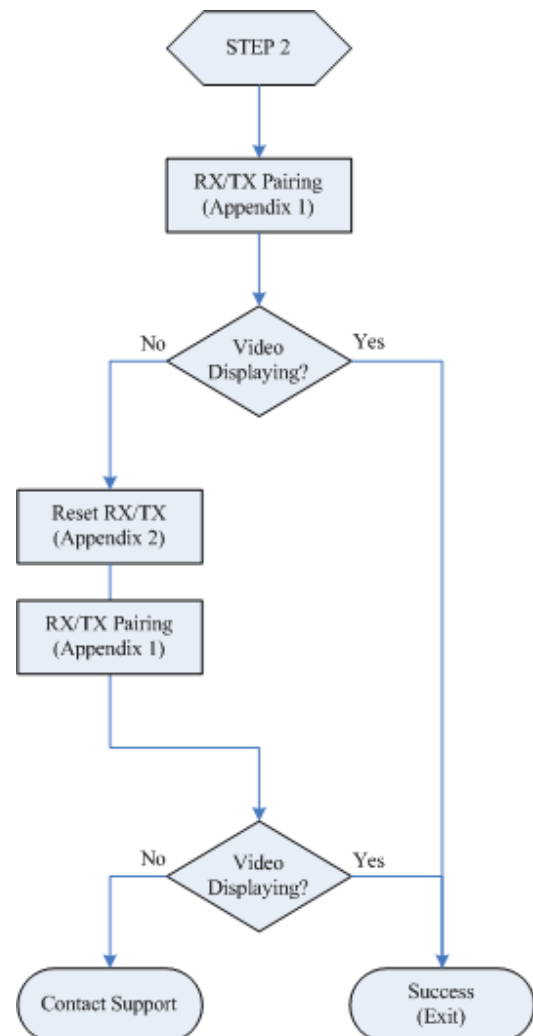 STEP 2
RX/TX Pairing
(Appendix 1)
No
Video
Displaying?
Yes
Reset RX/TX
(Appendix 2)
RX/TX Pairing
(Appendix 1)
No
Video
Displaying?
Yes
Contact Support
Success
(Exit)